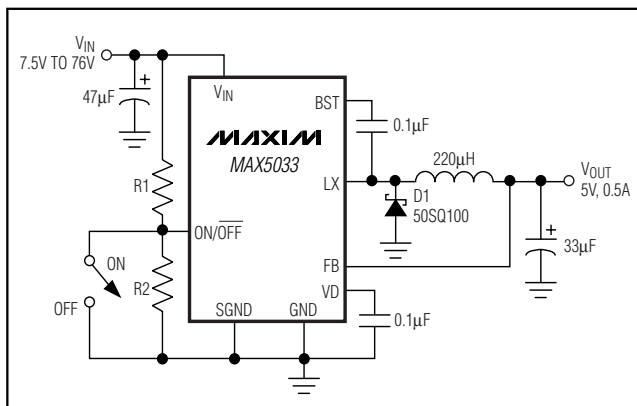 VIN
7.5V TO 76V
47µF
R1
ON/OFF
ON
OFF
R2
VIN
MAXIM
MAX5033
BST
LX
FB
VD
SGND
GND
0.1µF
220µH
D1
50SQ100
VOUT
5V, 0.5A
33µF
0.1µF